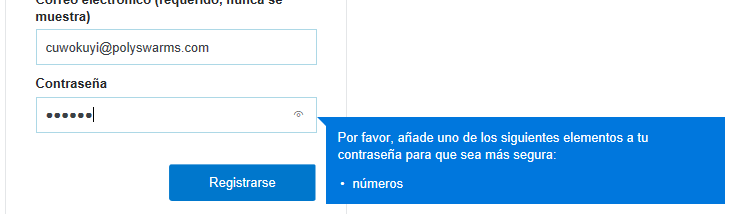 Correo electrónico (requerido, nunca se
muestra)
cuwokuyi@polyswarms.com
Contraseña
●●●●●●
Por favor, añade uno de los siguientes elementos a tu
contraseña para que sea más segura:
• números
Registrarse